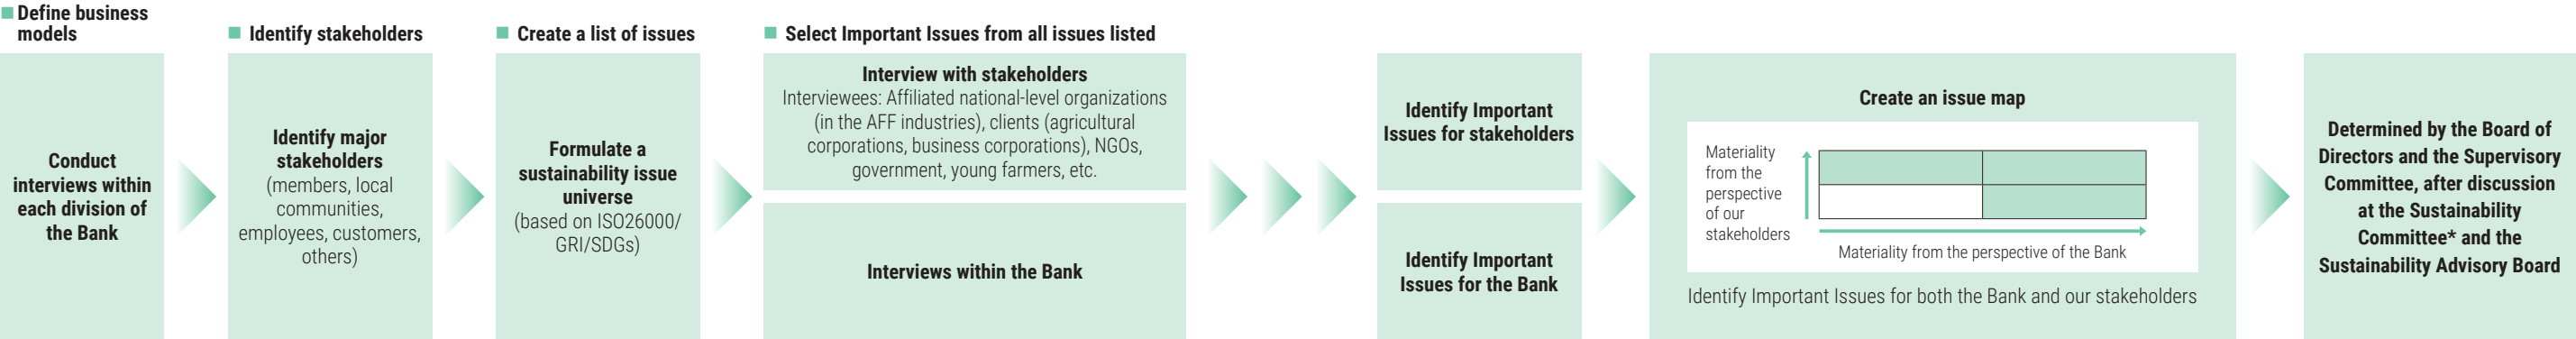 Define business
models
Conduct
interviews within
each division of
the Bank
Identify stakeholders
Identify major
stakeholders
(members, local
communities,
employees, customers,
others)
Create a list of issues
Formulate a
sustainability issue
universe
(based on ISO26000/
GRI/SDGs)
Select Important Issues from all issues listed
Interview with stakeholders
Interviewees: Affiliated national-level organizations
(in the AFF industries), clients (agricultural
corporations, business corporations), NGOs,
government, young farmers, etc.
Interviews within the Bank
Identify Important
Issues for stakeholders
Identify Important
Issues for the Bank
Create an issue map
Materiality
from the
perspective
of our
stakeholders
Materiality from the perspective of the Bank
Identify Important Issues for both the Bank and our stakeholders
Determined by the Board of
Directors and the Supervisory
Committee, after discussion
at the Sustainability
Committee* and the
Sustainability Advisory Board